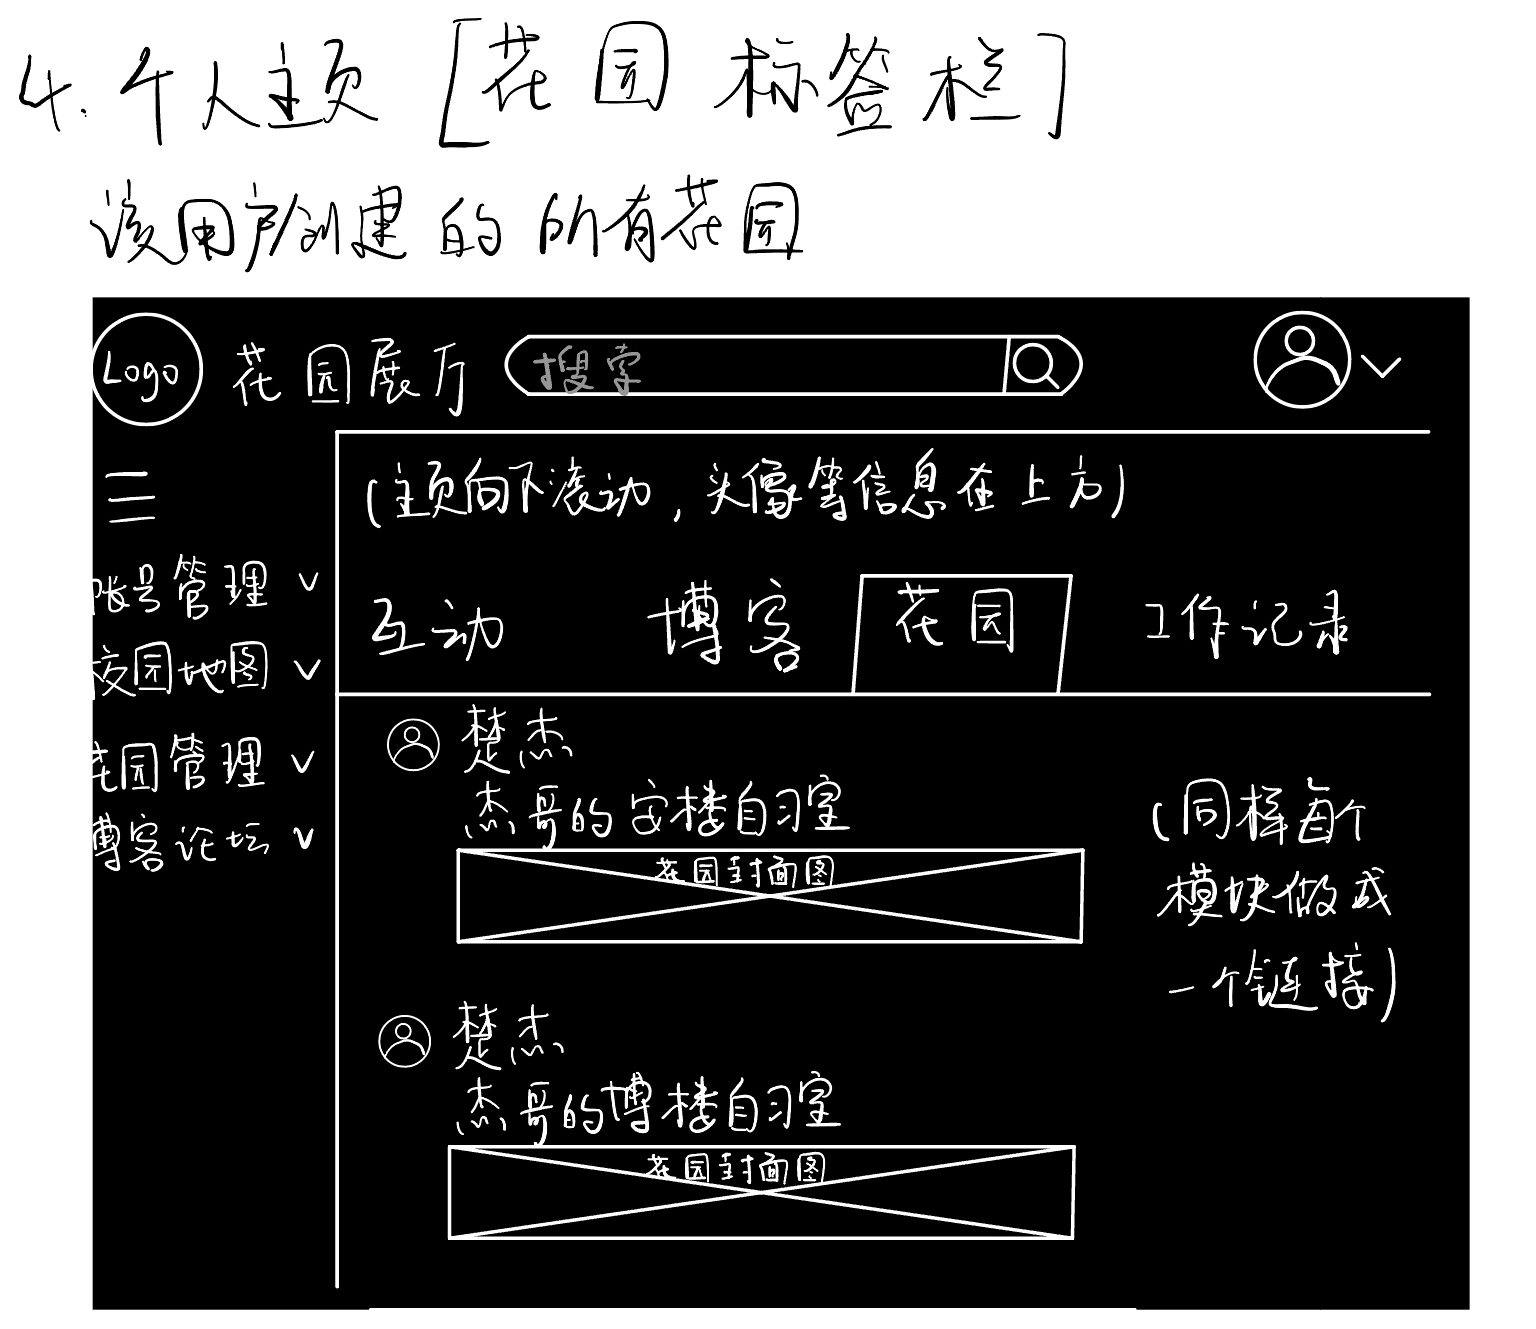 4. 个人主页 [花园 标签栏]
该用户创建的所有花园
Logo 花园展厅 搜索
(主页向下滚动，头像等信息在上方)
账号管理
校园地图
花园管理
博客论坛
互动 博客 花园 工作记录
楚杰
杰哥的安楼自习室
花园封面图
(同样每个
模块做成
一个链接)
楚杰
杰哥的博楼自习室
花园封面图